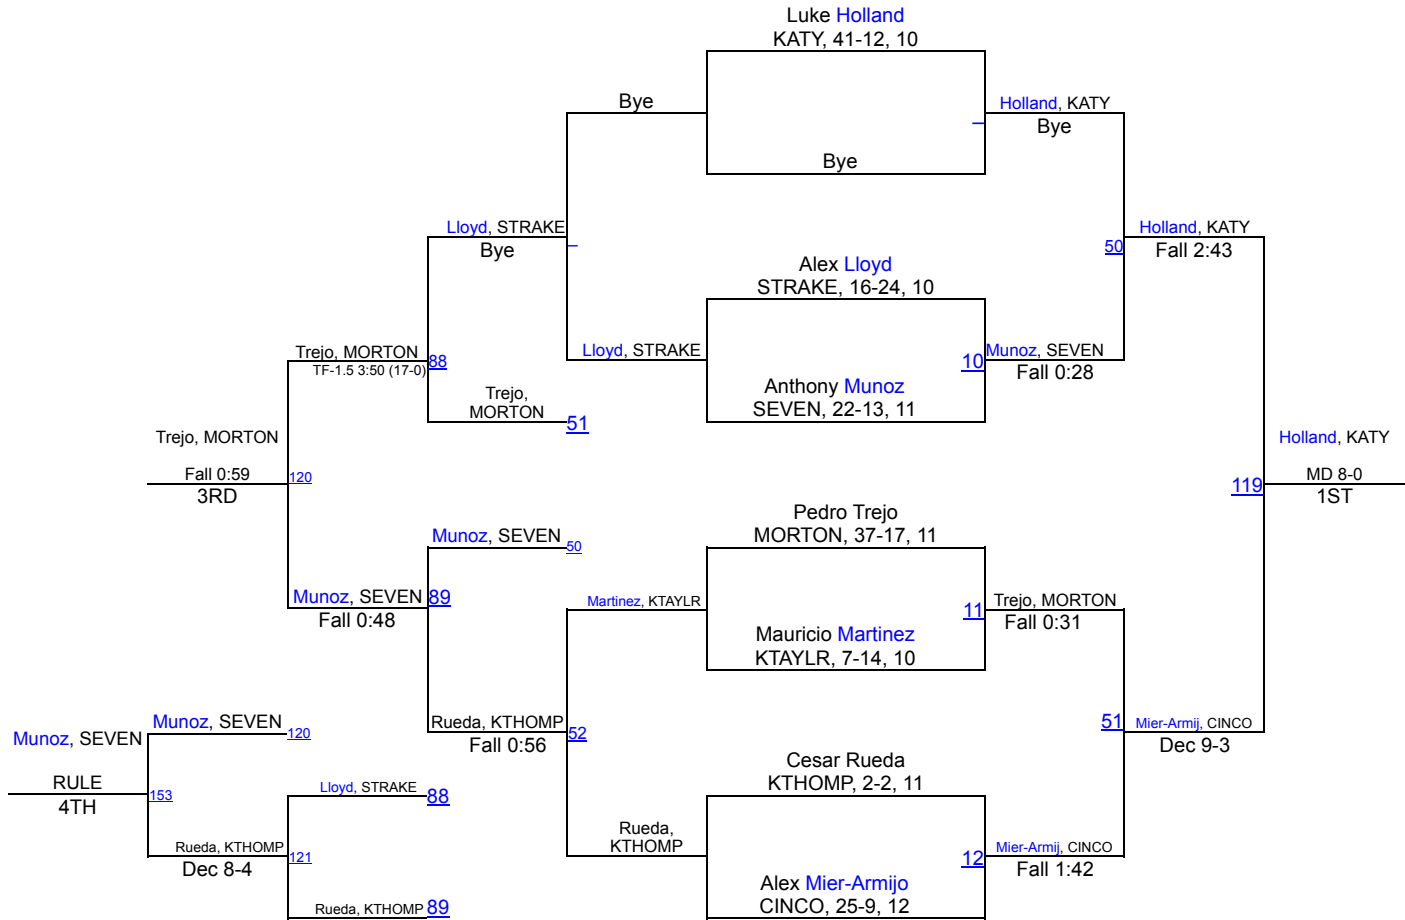 Luke Holland
KATY, 41-12, 10
Bye
Holland, KATY
–
Bye
Bye
Lloyd, STRAKE
–
Bye
Holland, KATY
50
Fall 2:43
Alex Lloyd
STRAKE, 16-24, 10
Trejo, MORTON
88
TF-1.5 3:50 (17-0)
Lloyd, STRAKE
10
Munoz, SEVEN
Fall 0:28
Trejo,
MORTON
51
Anthony Munoz
SEVEN, 22-13, 11
Trejo, MORTON
Fall 0:59
120
3RD
Holland, KATY
119
MD 8-0
1ST
Pedro Trejo
MORTON, 37-17, 11
Munoz, SEVEN
50
Munoz, SEVEN
89
Fall 0:48
Martinez, KTAYLR
11
Trejo, MORTON
Fall 0:31
Mauricio Martinez
KTAYLR, 7-14, 10
Munoz, SEVEN
Munoz, SEVEN
120
Rueda, KTHOMP
52
Fall 0:56
51
Mier-Armij, CINCO
Dec 9-3
Cesar Rueda
KTHOMP, 2-2, 11
RULE
153
4TH
Lloyd, STRAKE
88
Rueda, KTHOMP
121
Dec 8-4
Rueda,
KTHOMP
12
Mier-Armij, CINCO
Fall 1:42
Alex Mier-Armijo
CINCO, 25-9, 12
Rueda, KTHOMP
89